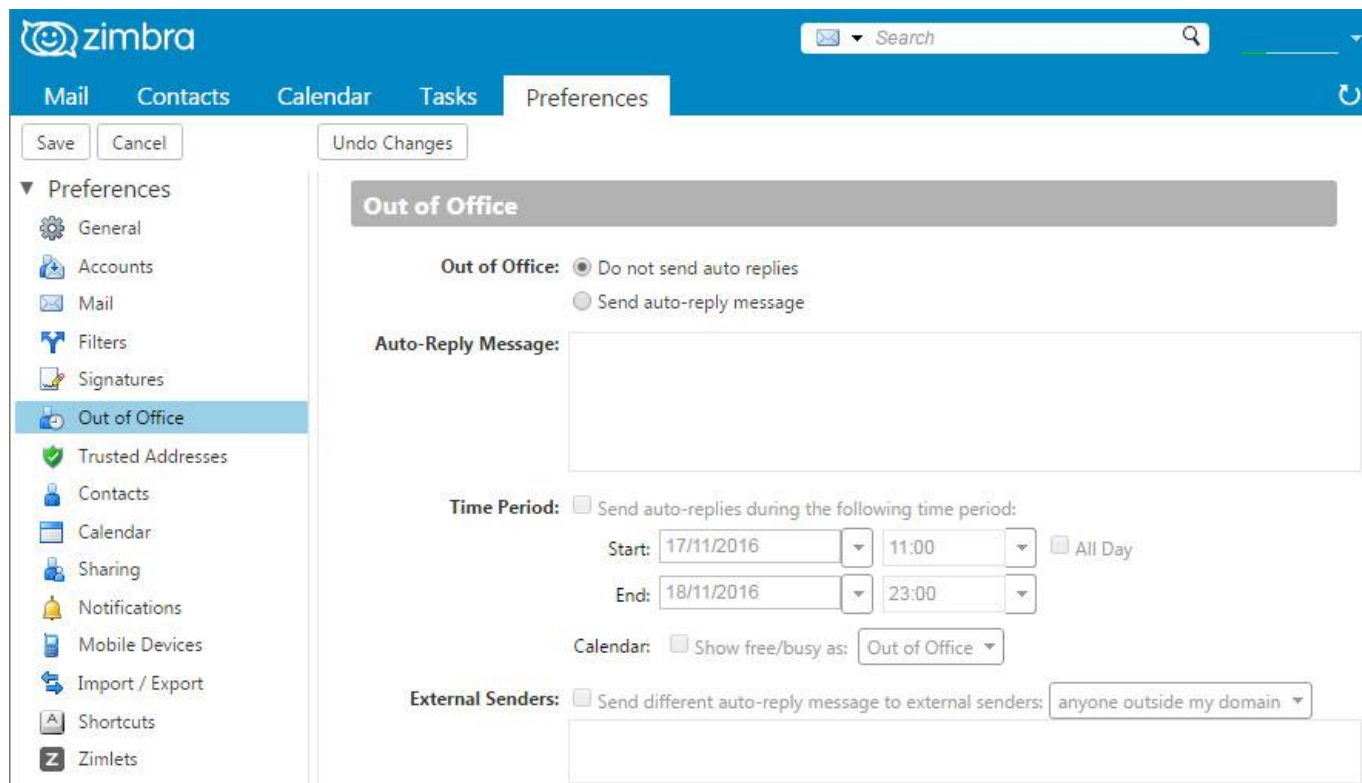 zimbra
Search
Mail Contacts Calendar Tasks Preferences
Save Cancel Undo Changes
Preferences
General
Accounts
Mail
Filters
Signatures
Out of Office
Trusted Addresses
Contacts
Calendar
Sharing
Notifications
Mobile Devices
Import / Export
A Shortcuts
Z Zimlets
Out of Office
Out of Office: Do not send auto replies
Send auto-reply message
Auto-Reply Message:
Time Period: Send auto-replies during the following time period:
Start: 17/11/2016 11:00 All Day
End: 18/11/2016 23:00
Calendar: Show free/busy as: Out of Office
External Senders: Send different auto-reply message to external senders: anyone outside my domain